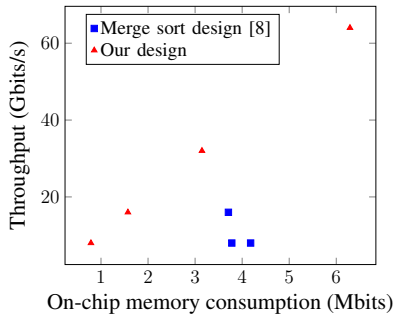 Merge sort design [8]
Our design
Throughput (Gbits/s)
60
40
20
1 2 3 4 5 6
On-chip memory consumption (Mbits)